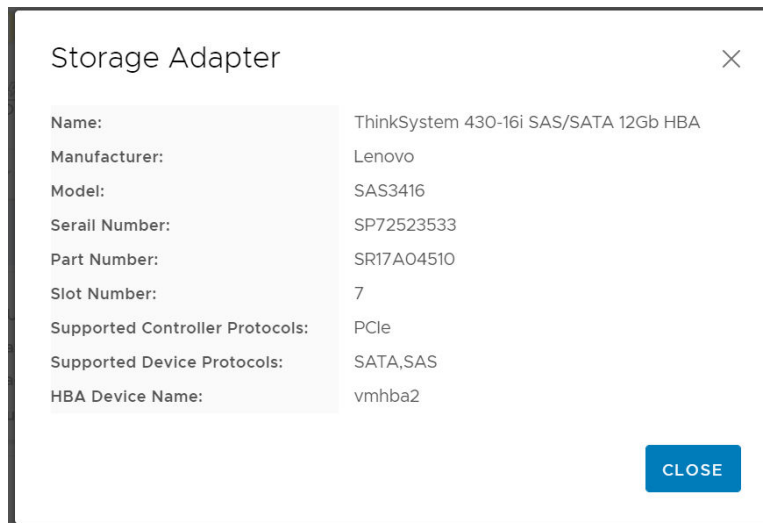 Storage Adapter
Name: ThinkSystem 430-16i SAS/SATA 12Gb HBA
Manufacturer: Lenovo
Model: SAS3416
Serail Number: SP72523533
Part Number: SR17A04510
Slot Number: 7
Supported Controller Protocols: PCIe
Supported Device Protocols: SATA,SAS
HBA Device Name: vmhba2
CLOSE